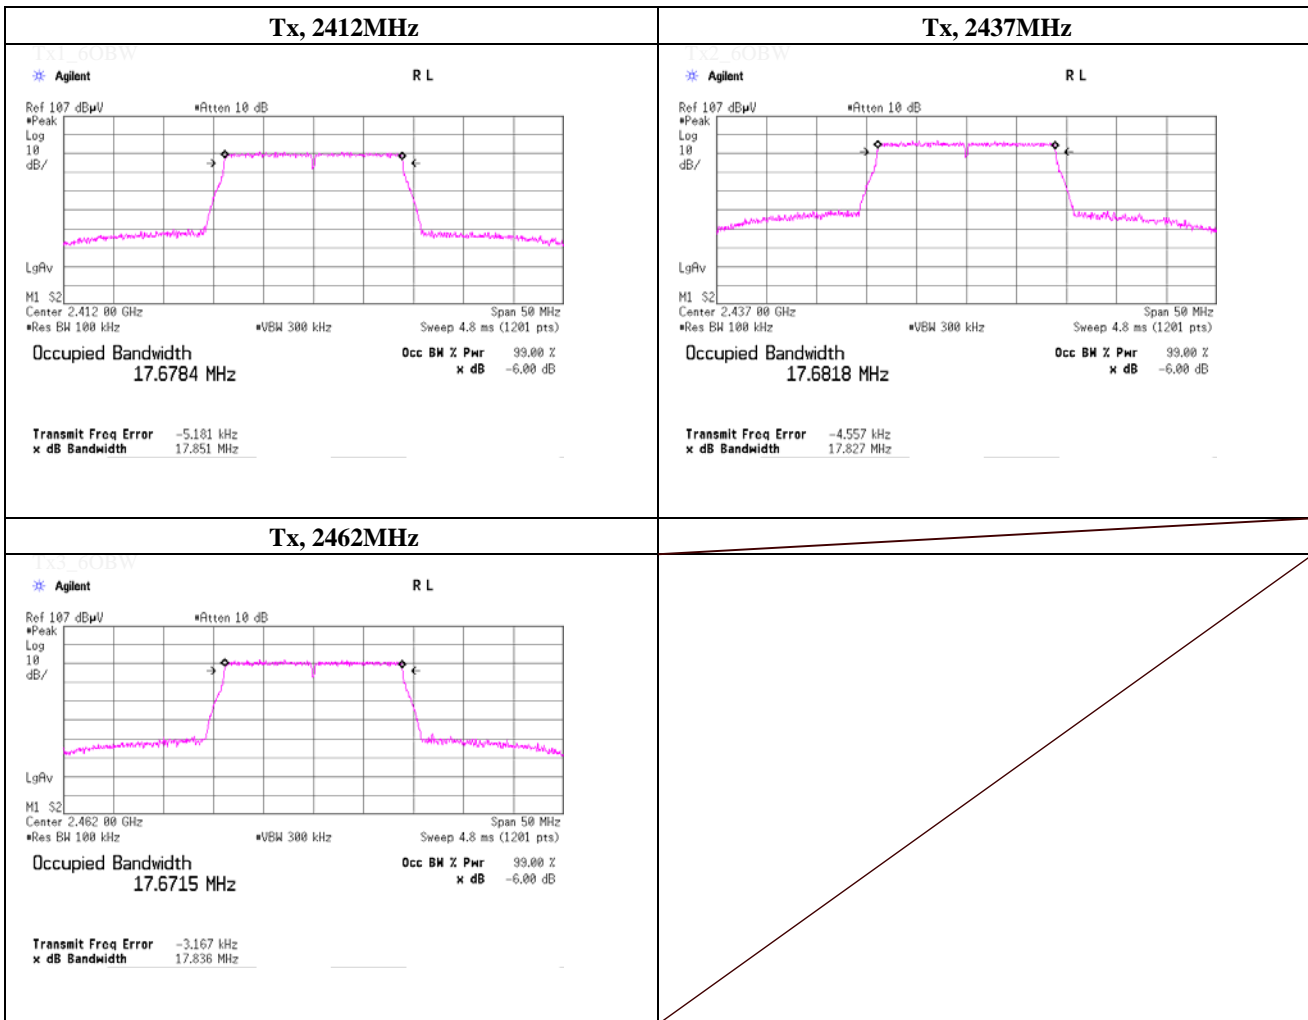 Tx, 2412MHz
Tx1_6OBW
Agilent
R L
Ref 107 dBµV
#Atten 10 dB
#Peak
Log
10
dB/
LgAv
M1 S2
Center 2.412 00 GHz
Span 50 MHz
#Res BW 100 kHz
#VBW 300 kHz
Sweep 4.8 ms (1201 pts)
Occupied Bandwidth
17.6784 MHz
Occ BW % Pwr 99.00 %
x dB -6.00 dB
Transmit Freq Error -5.181 kHz
x dB Bandwidth 17.851 MHz
Tx, 2437MHz
Tx2_6OBW
Agilent
R L
Ref 107 dBµV
#Atten 10 dB
#Peak
Log
10
dB/
LgAv
M1 S2
Center 2.437 00 GHz
Span 50 MHz
#Res BW 100 kHz
#VBW 300 kHz
Sweep 4.8 ms (1201 pts)
Occupied Bandwidth
17.6818 MHz
Occ BW % Pwr 99.00 %
x dB -6.00 dB
Transmit Freq Error -4.557 kHz
x dB Bandwidth 17.827 MHz
Tx, 2462MHz
Tx3_6OBW
Agilent
R L
Ref 107 dBµV
#Atten 10 dB
#Peak
Log
10
dB/
LgAv
M1 S2
Center 2.462 00 GHz
Span 50 MHz
#Res BW 100 kHz
#VBW 300 kHz
Sweep 4.8 ms (1201 pts)
Occupied Bandwidth
17.6715 MHz
Occ BW % Pwr 99.00 %
x dB -6.00 dB
Transmit Freq Error -3.167 kHz
x dB Bandwidth 17.836 MHz